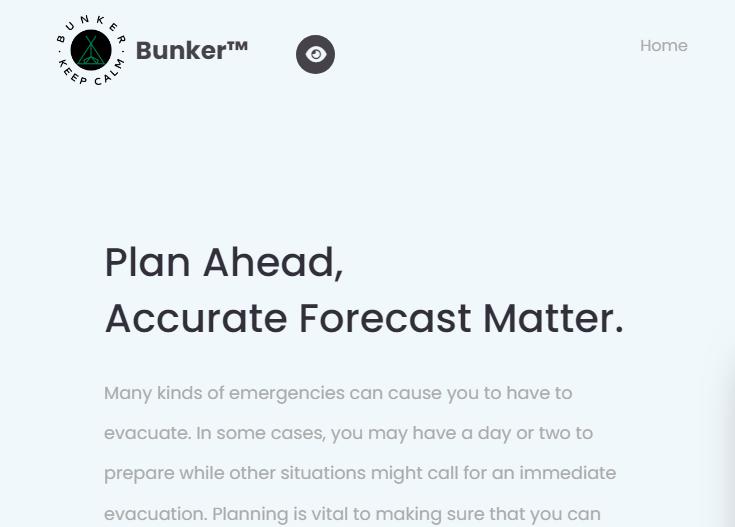 BUNKER
KEEP CALM
Bunker™
Home
Plan Ahead,
Accurate Forecast Matter.
Many kinds of emergencies can cause you to have to
evacuate. In some cases, you may have a day or two to
prepare while other situations might call for an immediate
evacuation. Planning is vital to making sure that you can